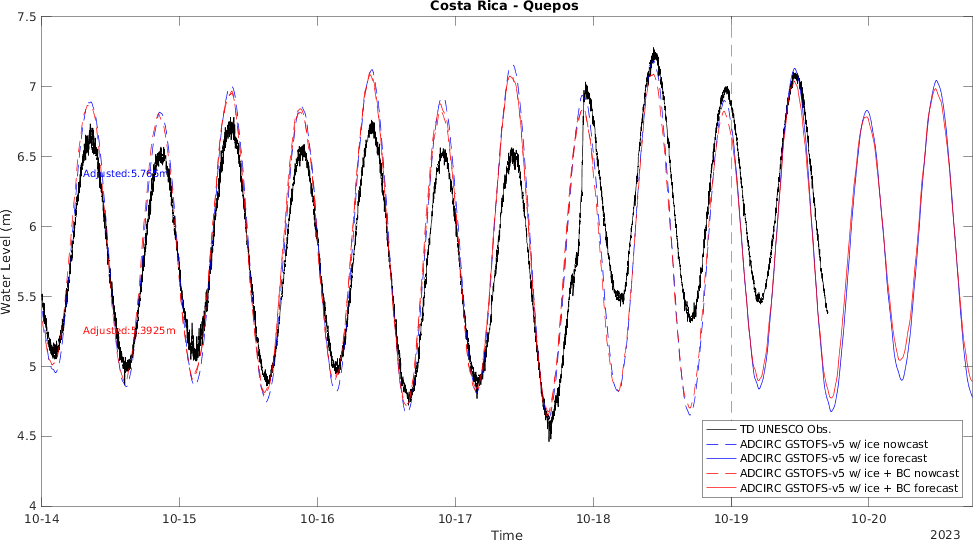 Costa Rica - Quepos
7.5
7
6.5
6
5.5
5
4.5
4
Water Level (m)
Adjusted:5.766m
Adjusted:5.3925m
TD UNESCO Obs.
ADCIRC GSTOFS-v5 w/ ice nowcast
ADCIRC GSTOFS-v5 w/ ice forecast
ADCIRC GSTOFS-v5 w/ ice + BC nowcast
ADCIRC GSTOFS-v5 w/ ice + BC forecast
10-14 10-15 10-16 10-17 10-18 10-19 10-20
Time
2023